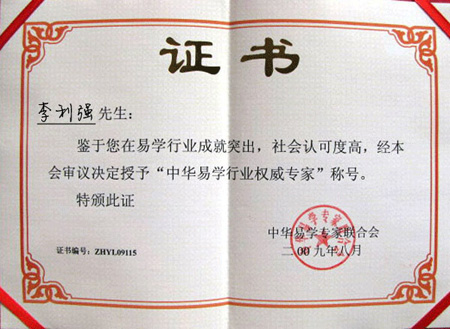 证书
李利强先生：
鉴于您在易学行业成就突出，社会认可度高，经本
会审议决定授予“中华易学行业权威专家”称号。
特颁此证
中华易学专家联合会
证书编号：ZHYL09115
二00九年八月